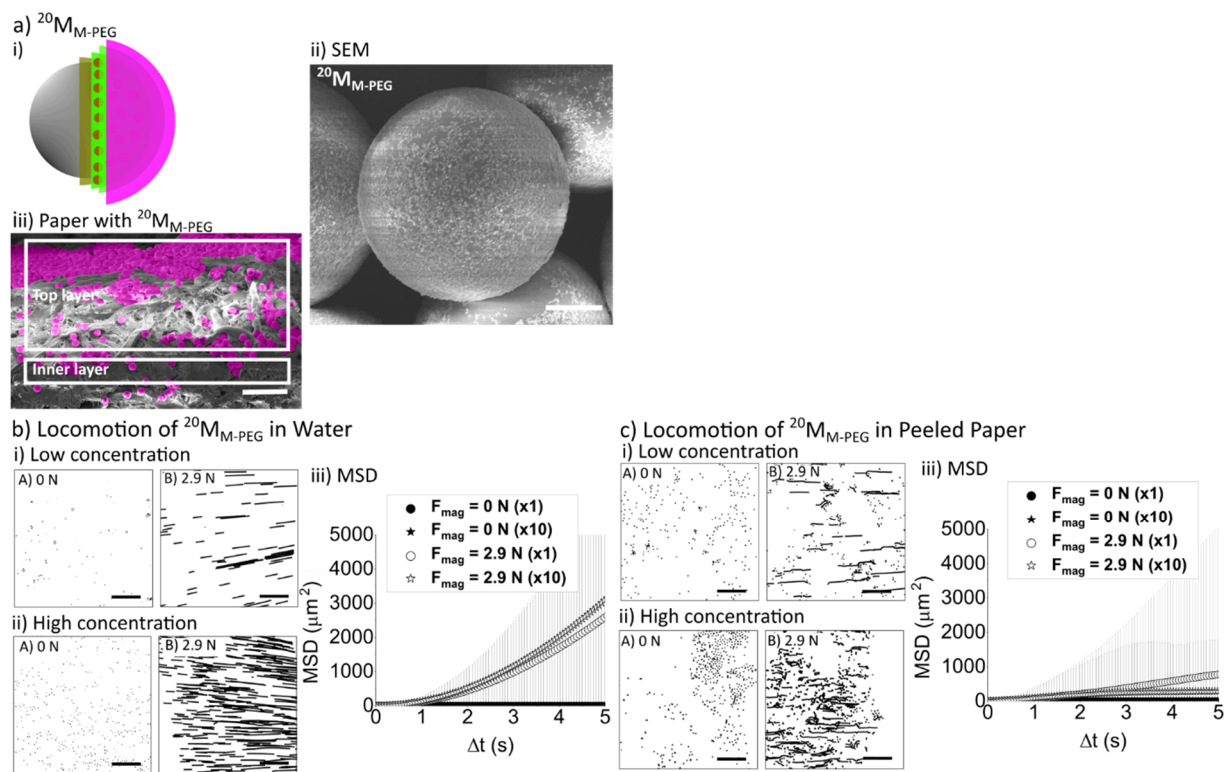 a) ²⁰M_M-PEG
i)
ii) SEM
²⁰M_M-PEG
iii) Paper with ²⁰M_M-PEG
Top layer
Inner layer
b) Locomotion of ²⁰M_M-PEG in Water
i) Low concentration
A) 0 N
B) 2.9 N
ii) High concentration
A) 0 N
B) 2.9 N
iii) MSD
F_mag = 0 N (x1)
F_mag = 0 N (x10)
F_mag = 2.9 N (x1)
F_mag = 2.9 N (x10)
MSD (μm²)
5000
4000
3000
2000
1000
0
0 1 2 3 4 5
Δt (s)
c) Locomotion of ²⁰M_M-PEG in Peeled Paper
i) Low concentration
A) 0 N
B) 2.9 N
ii) High concentration
A) 0 N
B) 2.9 N
iii) MSD
F_mag = 0 N (x1)
F_mag = 0 N (x10)
F_mag = 2.9 N (x1)
F_mag = 2.9 N (x10)
MSD (μm²)
5000
4000
3000
2000
1000
0
0 1 2 3 4 5
Δt (s)